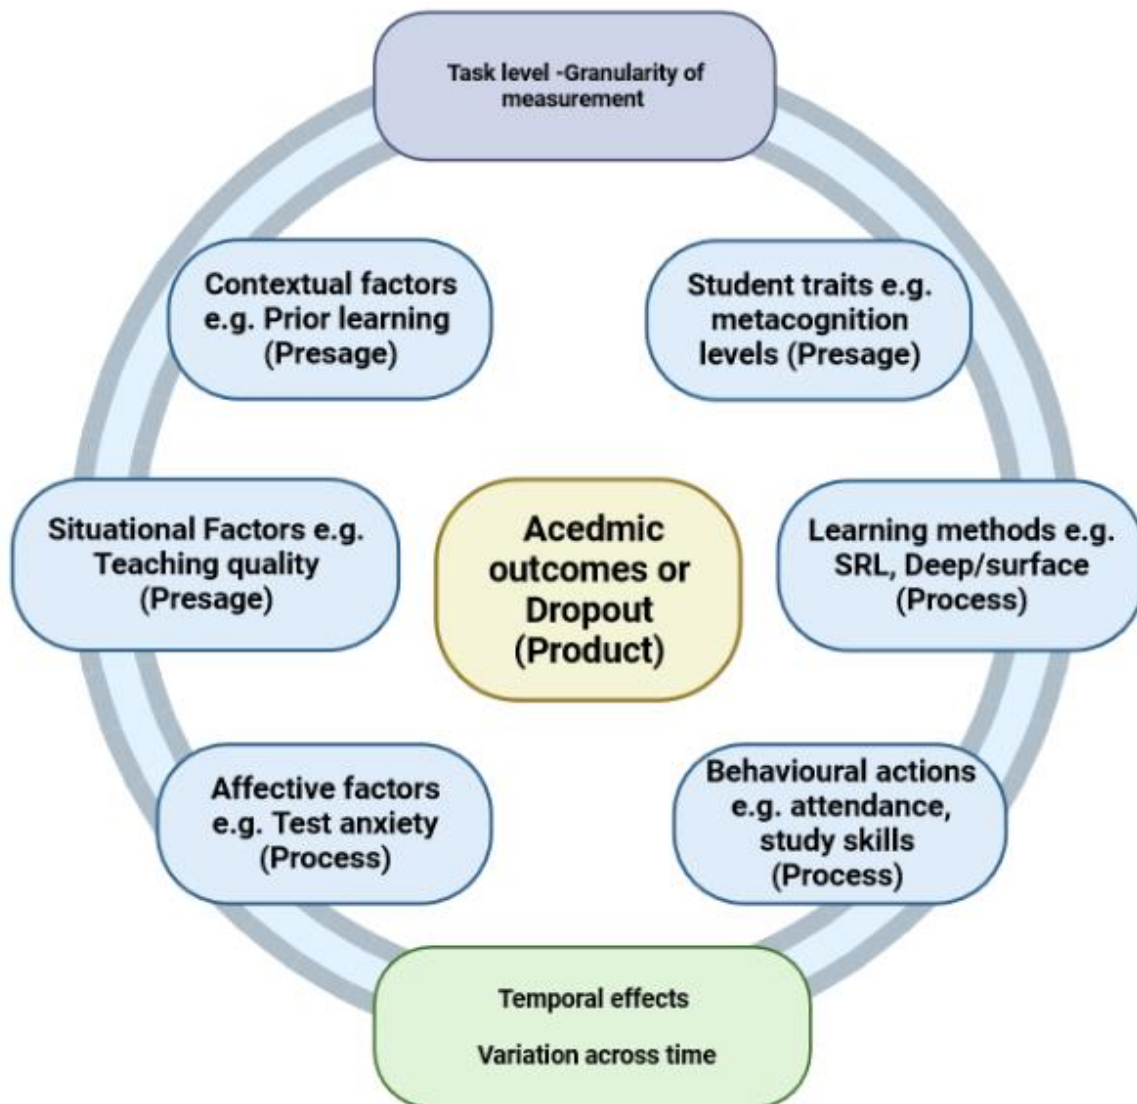 Task level -Granularity of
measurement
Contextual factors
e.g. Prior learning
(Presage)
Student traits e.g.
metacognition
levels (Presage)
Situational Factors e.g.
Teaching quality
(Presage)
Acedmic
outcomes or
Dropout
(Product)
Learning methods e.g.
SRL, Deep/surface
(Process)
Affective factors
e.g. Test anxiety
(Process)
Behavioural actions
e.g. attendance,
study skills
(Process)
Temporal effects
Variation across time